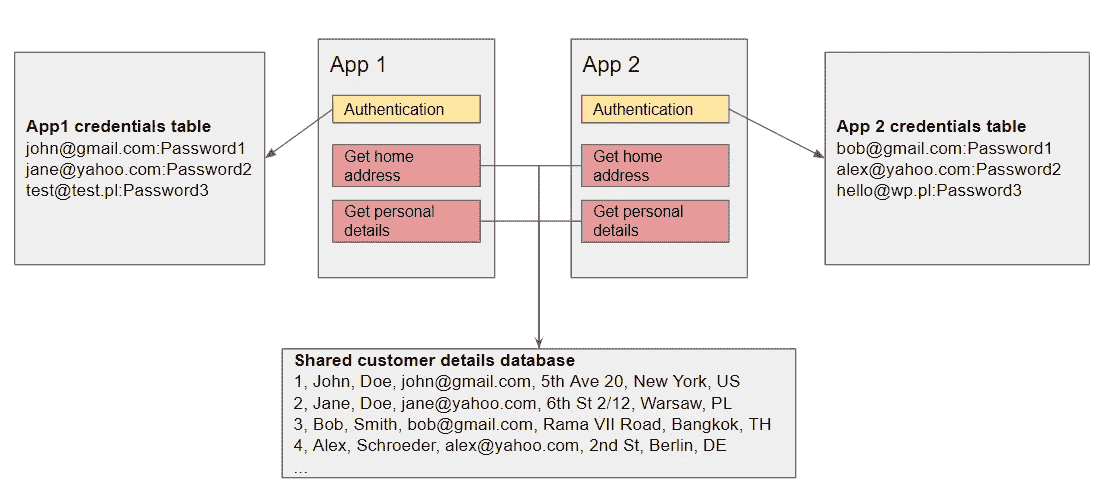 App1 credentials table
john@gmail.com:Password1
jane@yahoo.com:Password2
test@test.pl:Password3
App 1
Authentication
Get home
address
Get personal
details
App 2
Authentication
Get home
address
Get personal
details
App 2 credentials table
bob@gmail.com:Password1
alex@yahoo.com:Password2
hello@wp.pl:Password3
Shared customer details database
1, John, Doe, john@gmail.com, 5th Ave 20, New York, US
2, Jane, Doe, jane@yahoo.com, 6th St 2/12, Warsaw, PL
3, Bob, Smith, bob@gmail.com, Rama VII Road, Bangkok, TH
4, Alex, Schroeder, alex@yahoo.com, 2nd St, Berlin, DE
...